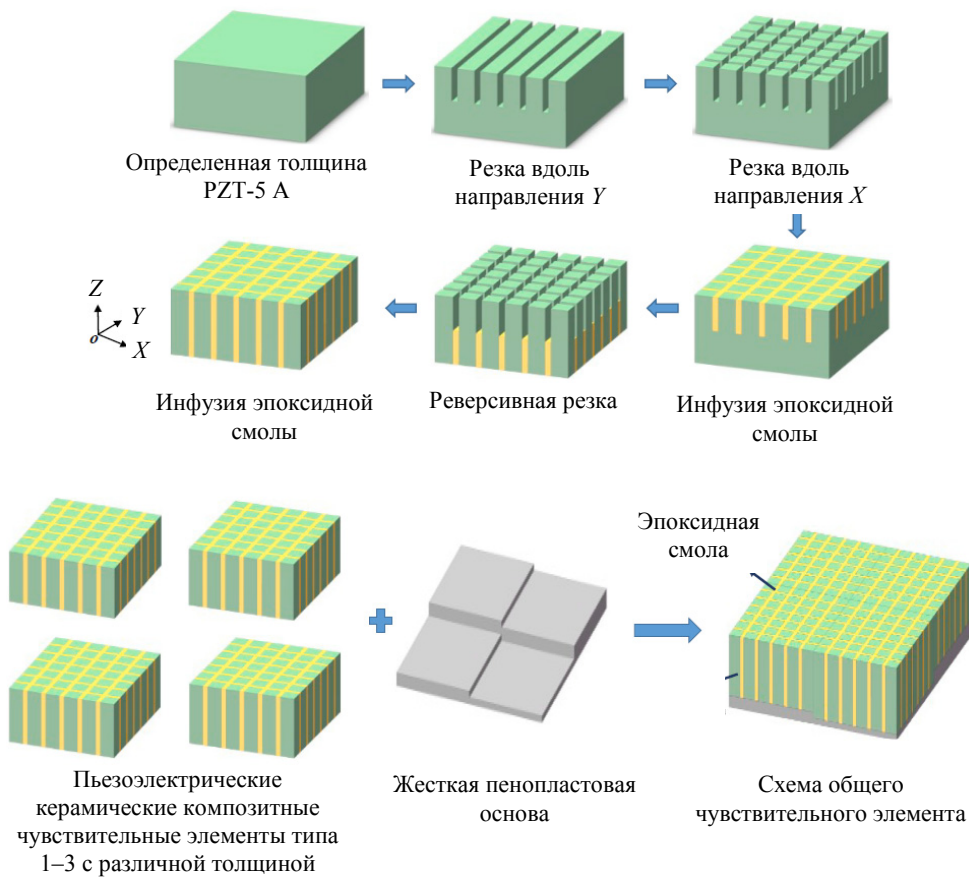 Определенная толщина
PZT-5 А
Резка вдоль
направления Y
Резка вдоль
направления X
Z
Y
o
X
Инфузия эпоксидной
смолы
Реверсивная резка
Инфузия эпоксидной
смолы
Эпоксидная
смола
Пьезоэлектрические
керамические композитные
чувствительные элементы типа
1–3 с различной толщиной
Жесткая пенопластовая
основа
Схема общего
чувствительного элемента